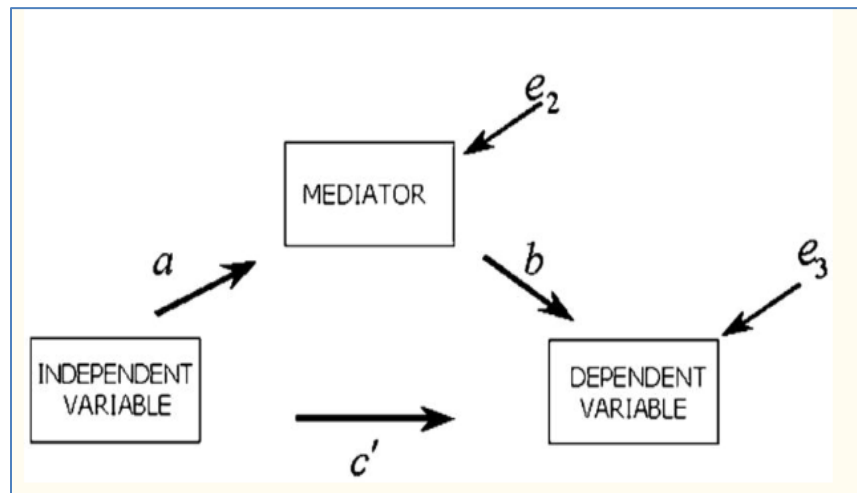 e₂
MEDIATOR
a
b
e₃
INDEPENDENT
VARIABLE
DEPENDENT
VARIABLE
c'